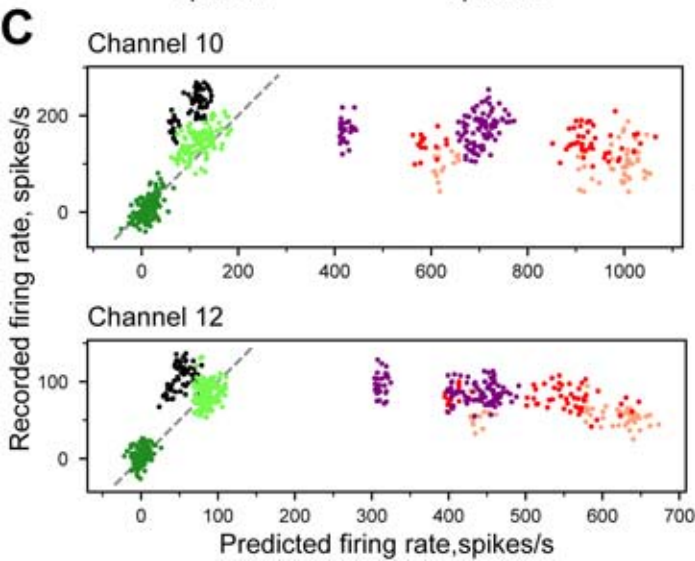 C
Channel 10
200
0
0 200 400 600 800 1000
Channel 12
100
0
0 100 200 300 400 500 600 700
Recorded firing rate, spikes/s
Predicted firing rate,spikes/s